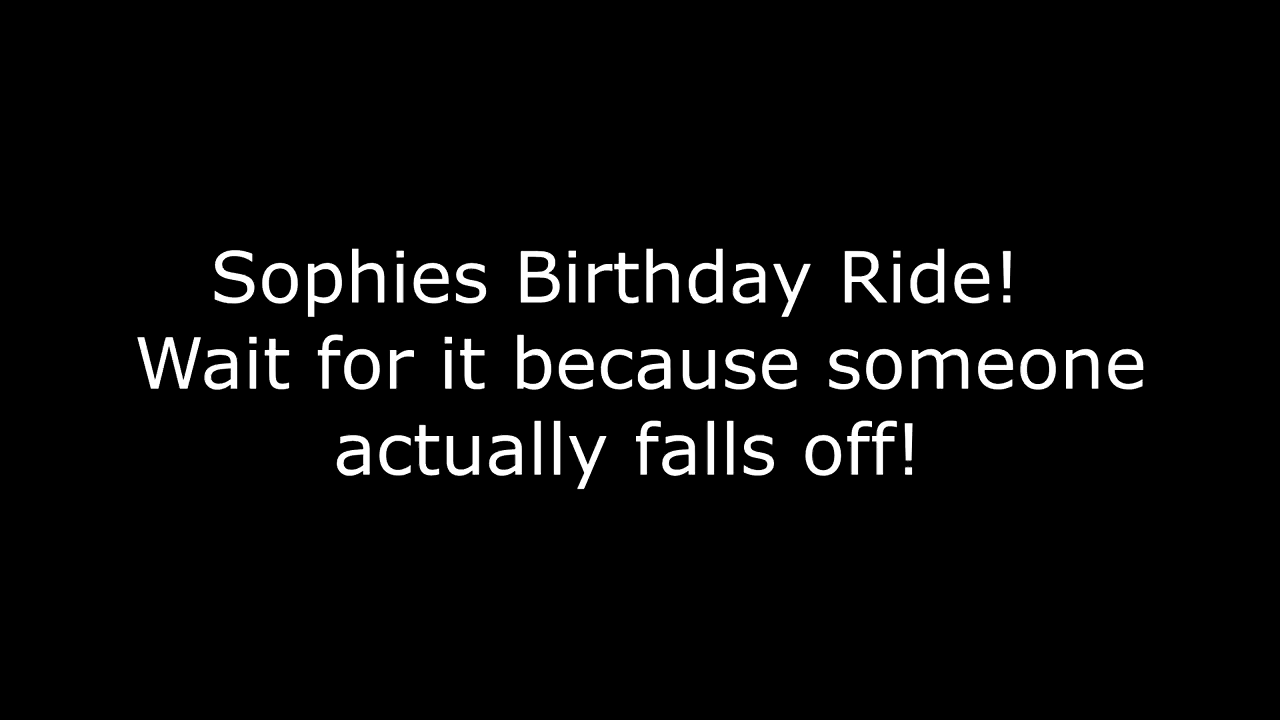 Sophies Birthday Ride!
Wait for it because someone
actually falls off!